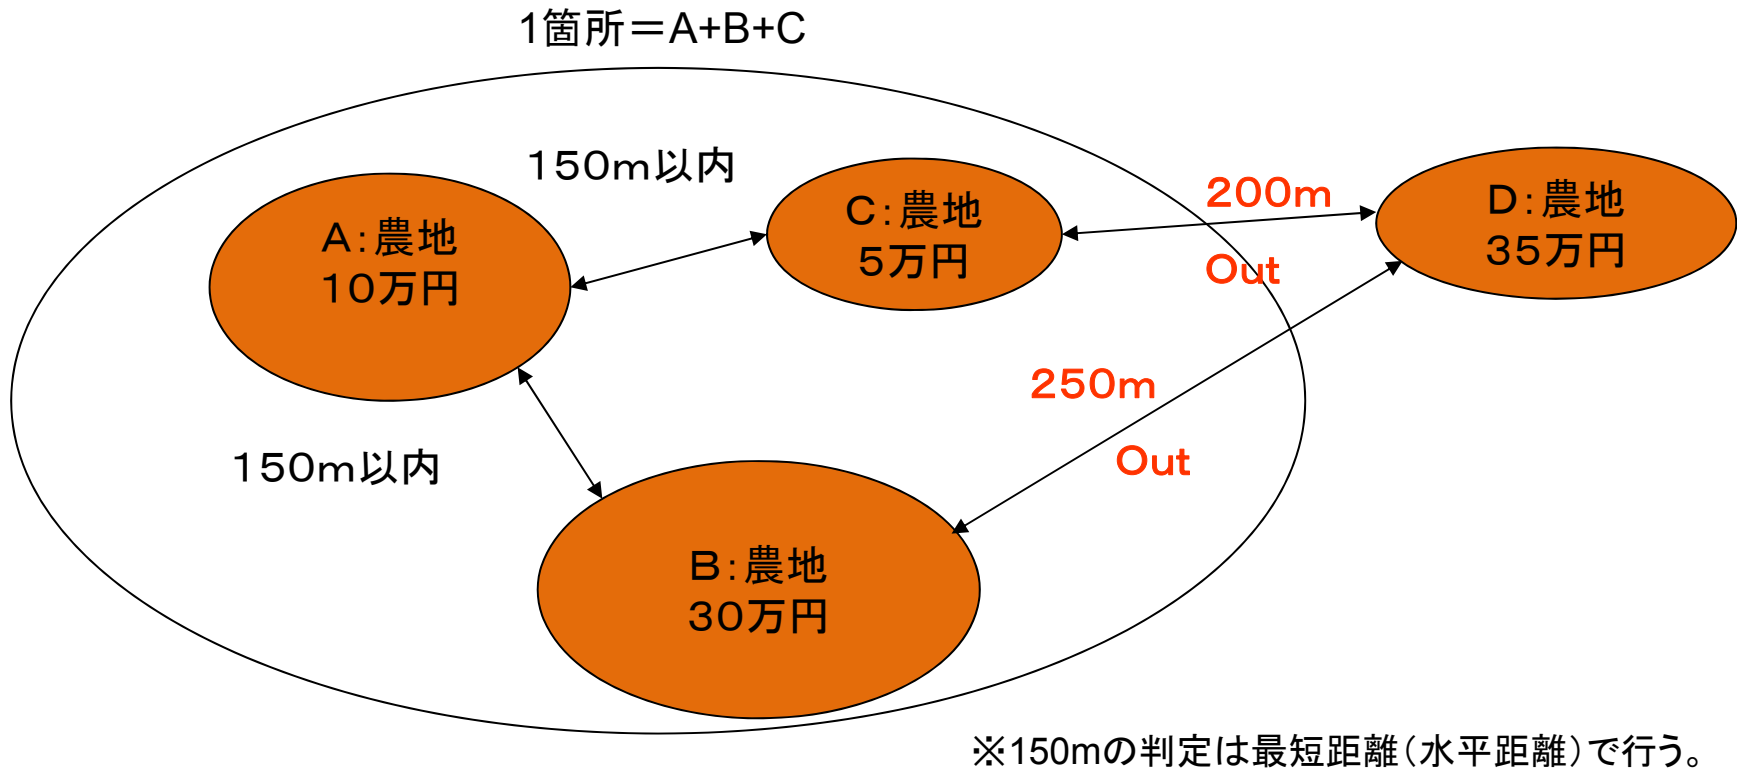 1箇所＝A+B+C
150m以内
A：農地
10万円
C：農地
5万円
200m
Out
D：農地
35万円
250m
Out
150m以内
B：農地
30万円
※150mの判定は最短距離（水平距離）で行う。